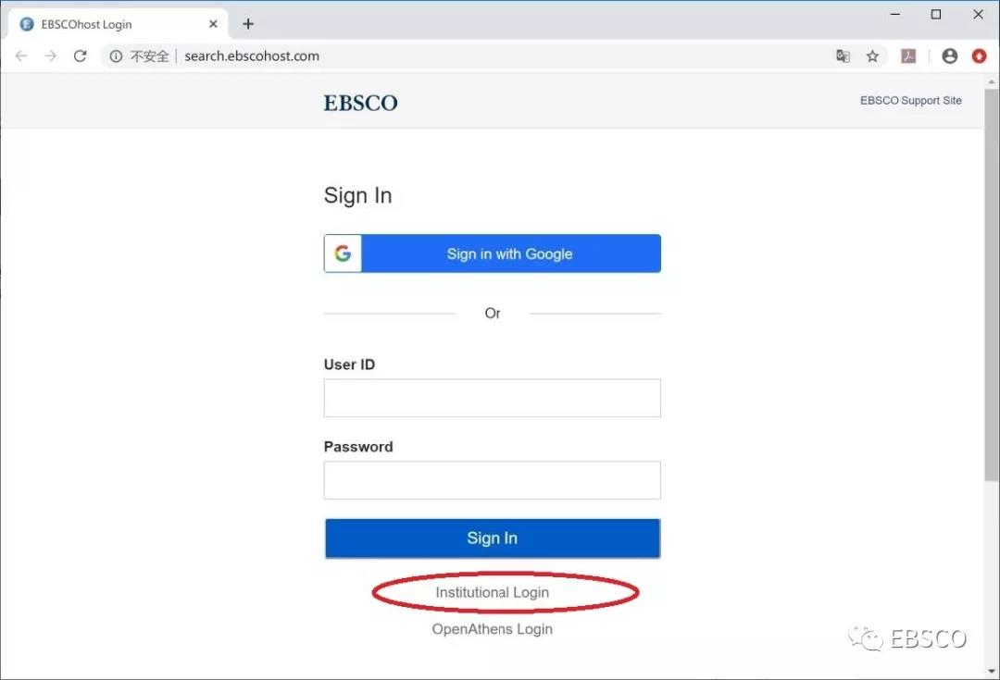 EBSCOhost Login
不安全
search.ebscohost.com
EBSCO
EBSCO Support Site
Sign In
Sign in with Google
Or
User ID
Password
Sign In
Institutional Login
OpenAthens Login
EBSCO